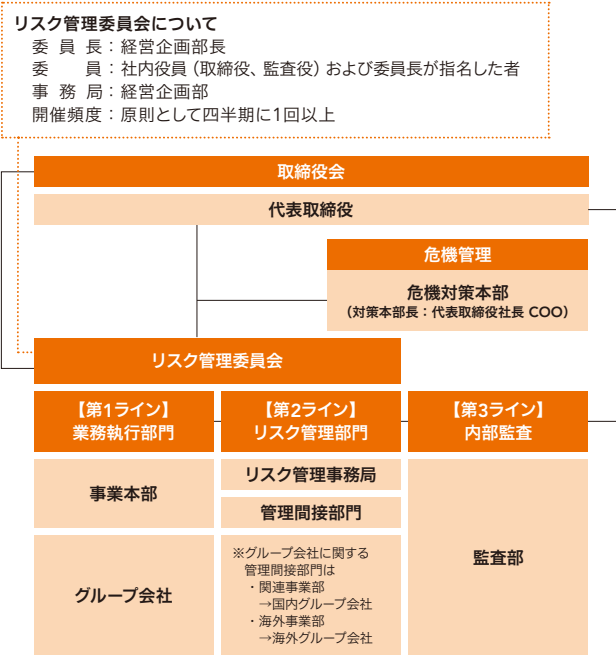 リスク管理委員会について
委員長：経営企画部長
委員：社内役員（取締役、監査役）および委員長が指名した者
事務局：経営企画部
開催頻度：原則として四半期に1回以上
取締役会
代表取締役
危機管理
危機対策本部
（対策本部長：代表取締役社長 COO）
リスク管理委員会
【第1ライン】
業務執行部門
【第2ライン】
リスク管理部門
【第3ライン】
内部監査
事業本部
グループ会社
リスク管理事務局
管理間接部門
※グループ会社に関する
管理間接部門は
・関連事業部
→国内グループ会社
・海外事業部
→海外グループ会社
監査部